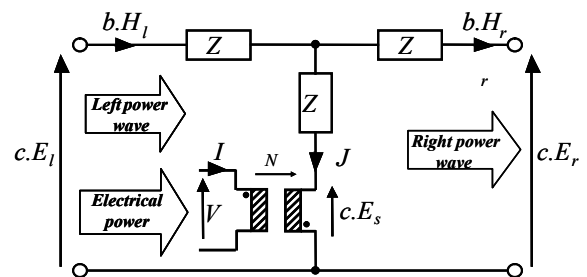 b.H_l
b.H_r
Z
Z
r
Z
Left power
wave
c.E_l
I
N
J
Right power
wave
c.E_r
Electrical
power
V
c.E_s